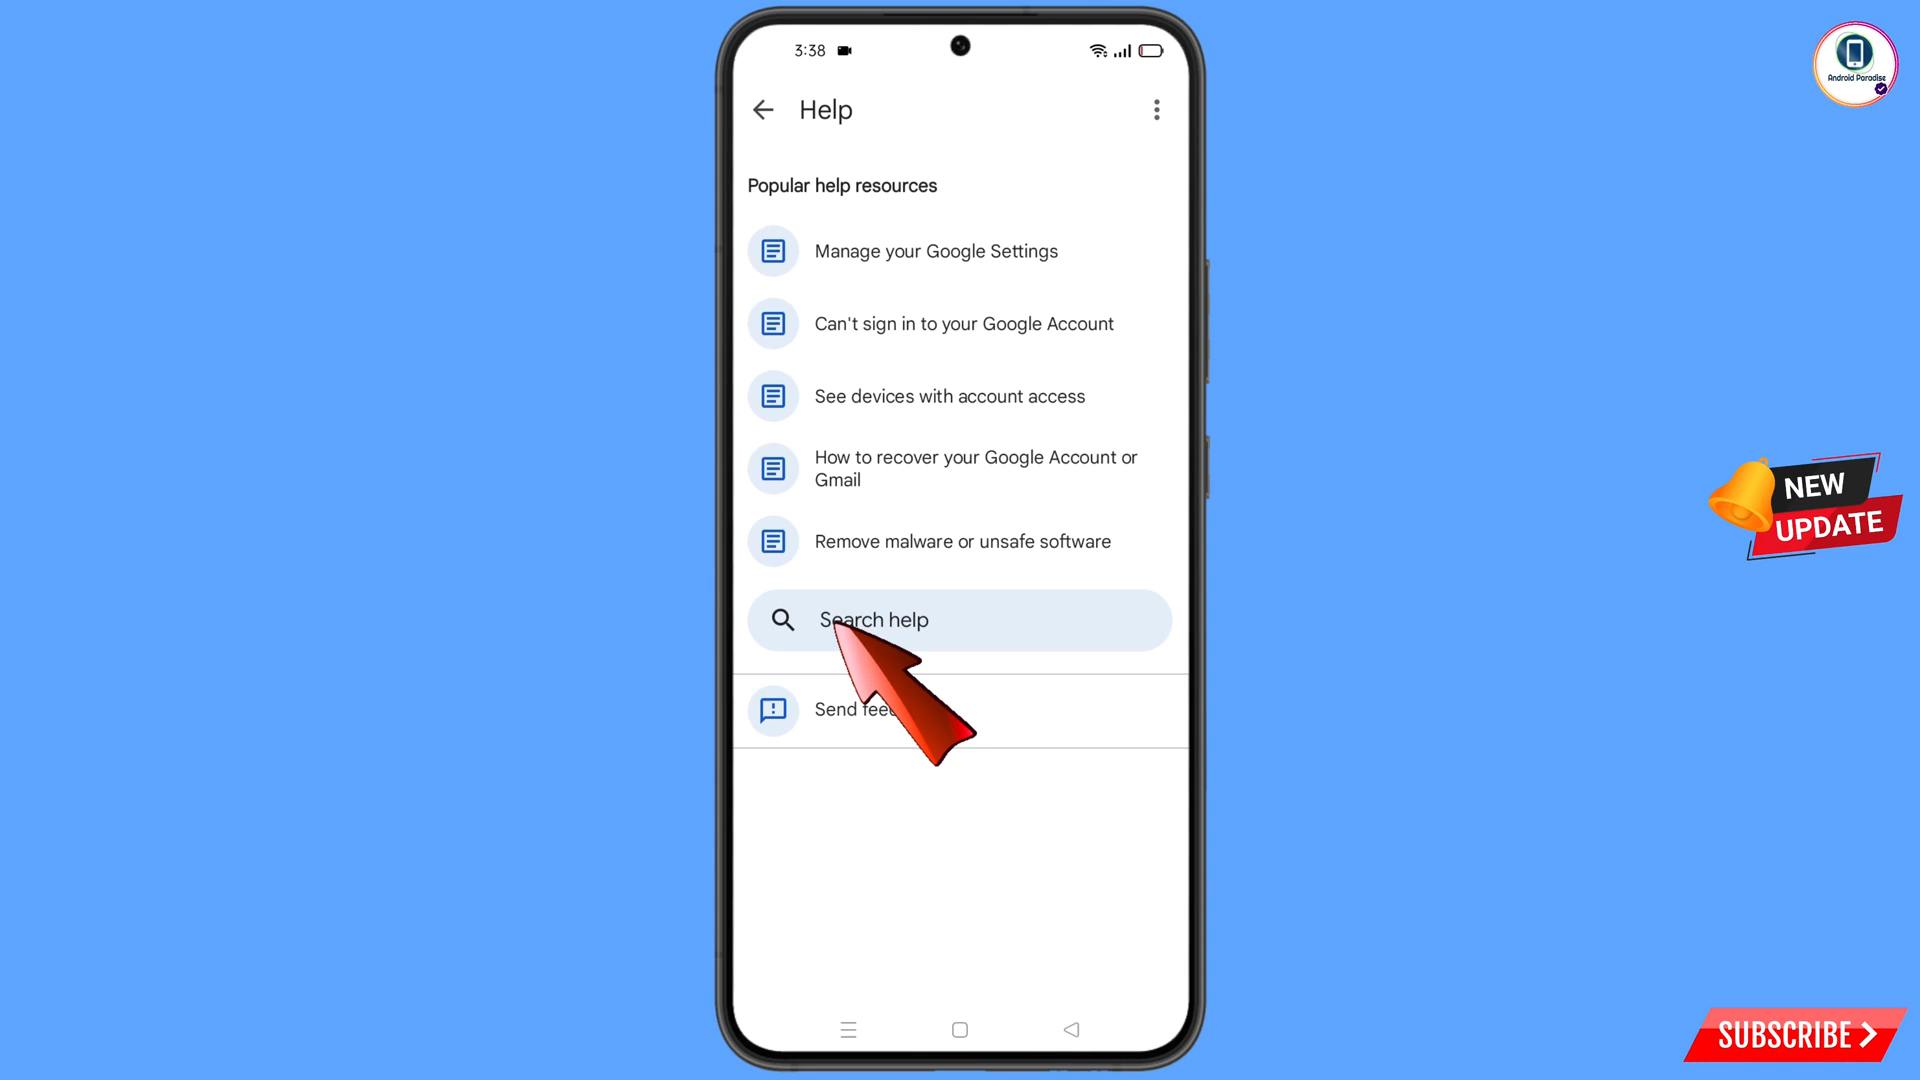 3:38
Android Paradise
Help
Popular help resources
Manage your Google Settings
Can't sign in to your Google Account
See devices with account access
How to recover your Google Account or
Gmail
Remove malware or unsafe software
Search help
Send
NEW
UPDATE
SUBSCRIBE